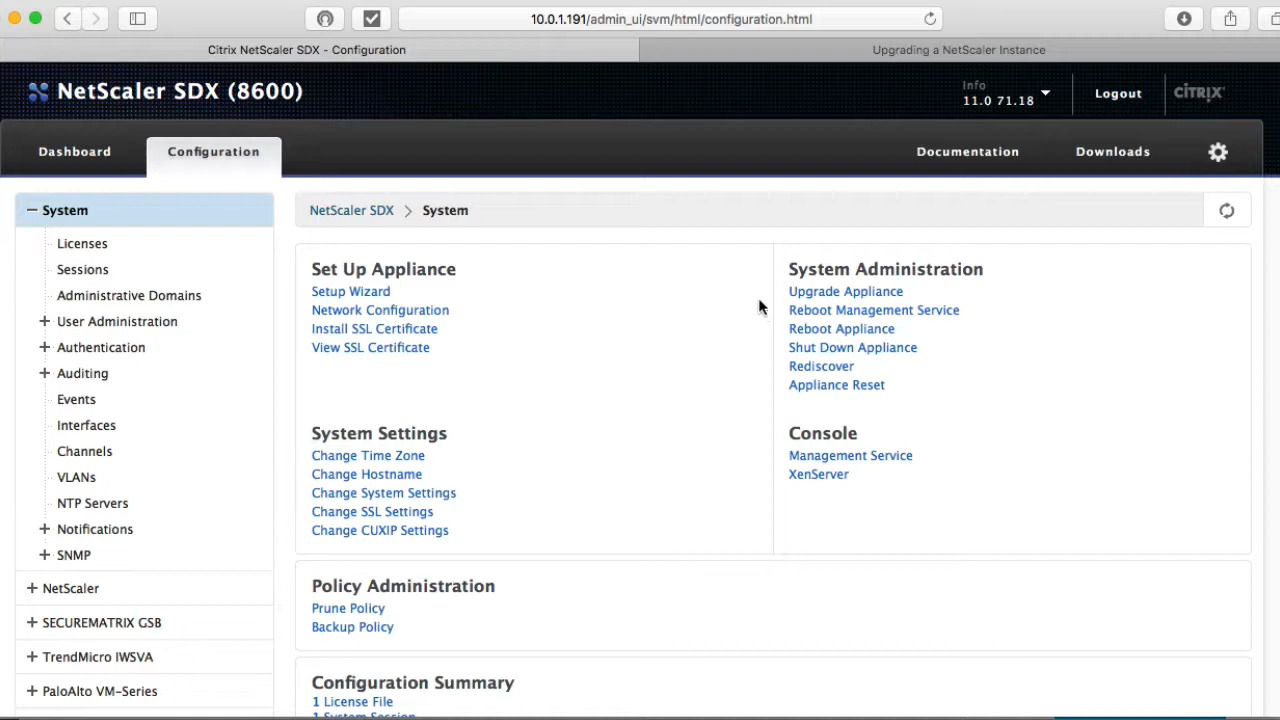 10.0.1.191/admin_ui/svm/html/configuration.html
Citrix NetScaler SDX - Configuration
Upgrading a NetScaler Instance
NetScaler SDX (8600)
Info
11.0 71.18
Logout
CİTRIX
Dashboard
Configuration
Documentation
Downloads
System
Licenses
Sessions
Administrative Domains
User Administration
Authentication
Auditing
Events
Interfaces
Channels
VLANs
NTP Servers
Notifications
SNMP
NetScaler
SECUREMATRIX GSB
TrendMicro IWSVA
PaloAlto VM-Series
NetScaler SDX > System
Set Up Appliance
Setup Wizard
Network Configuration
Install SSL Certificate
View SSL Certificate
System Administration
Upgrade Appliance
Reboot Management Service
Reboot Appliance
Shut Down Appliance
Rediscover
Appliance Reset
System Settings
Change Time Zone
Change Hostname
Change System Settings
Change SSL Settings
Change CUXIP Settings
Console
Management Service
XenServer
Policy Administration
Prune Policy
Backup Policy
Configuration Summary
1 License File
1 System Session